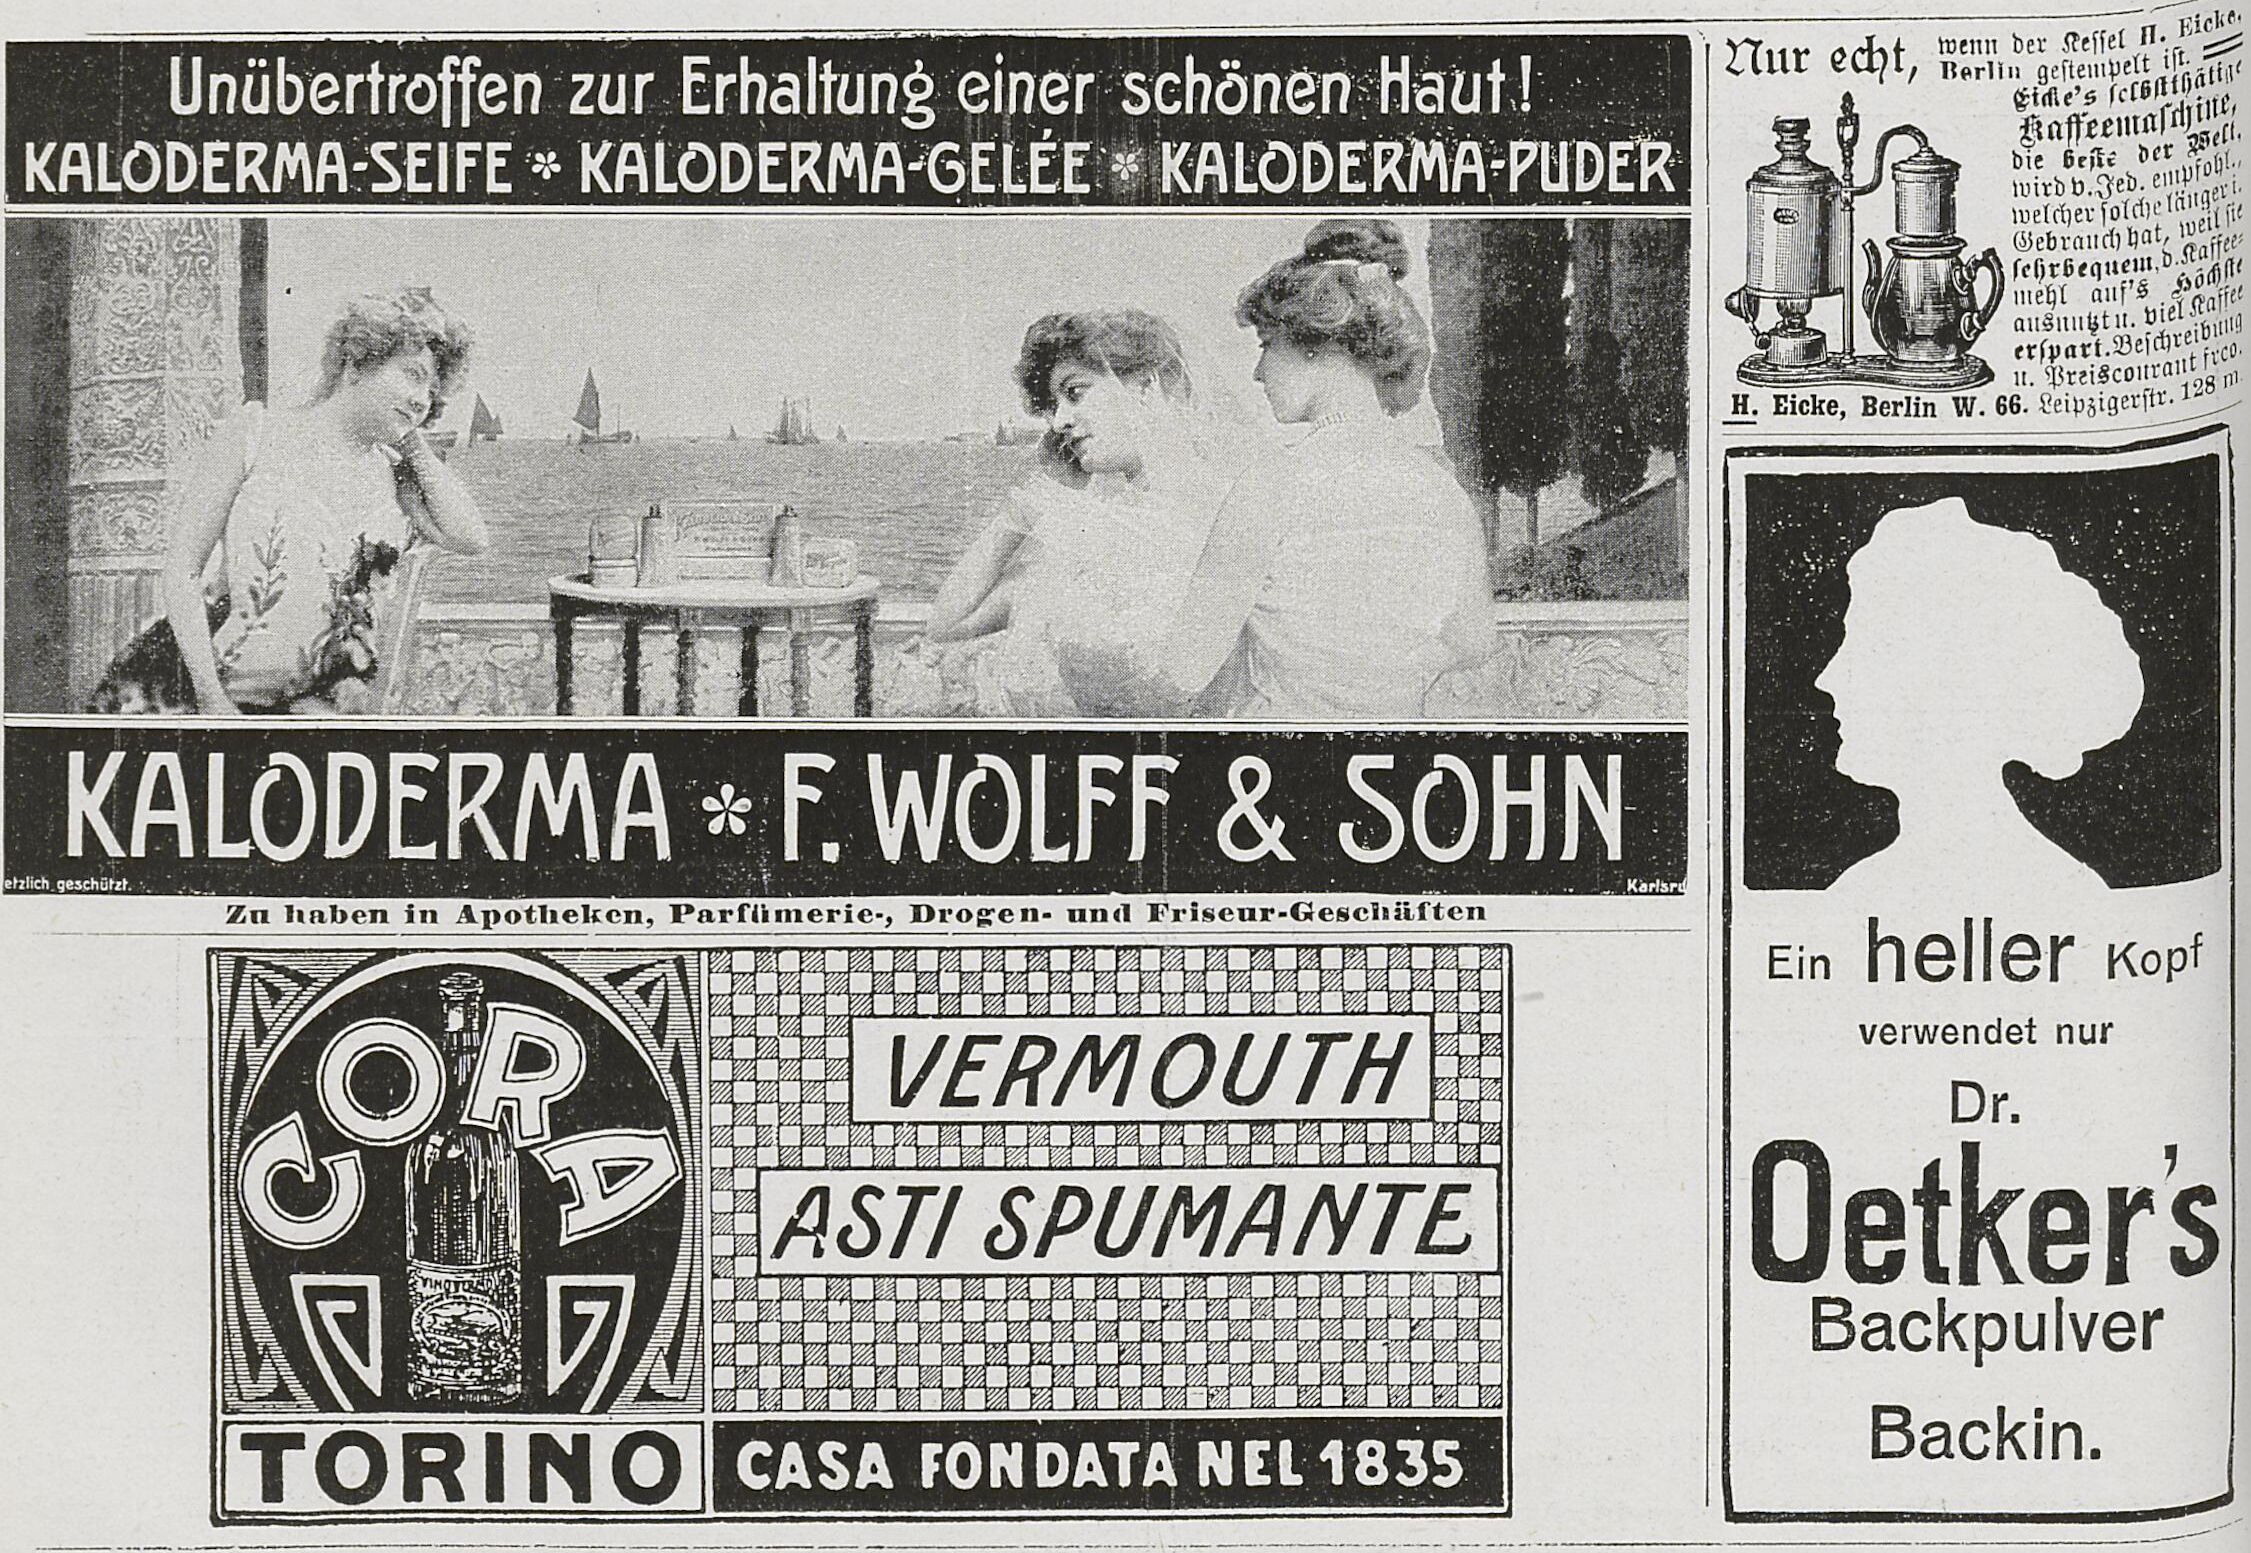 Unübertroffen zur Erhaltung einer schönen Haut!
KALODERMA-SEIFE * KALODERMA-GELÉE * KALODERMA-PUDER
KALODERMA * F. WOLFF & SOHN
etzlich geschützt.
Karlsru
Zu haben in Apotheken, Parfümerie-, Drogen- und Friseur-Geschäften
CORA
VINO VERMOUTH
TORINO
VERMOUTH
ASTI SPUMANTE
CASA FONDATA NEL 1835
Nur echt, wenn der Kessel H. Eicke,
Berlin gestempelt ist.
Eicke's selbstthätige
Kaffeemaschine,
die beste der Welt,
wird v. Jed. empfohl.,
welcher solche länger i.
Gebrauch hat, weil sie
sehr bequem, d. Kaffee-
mehl auf's Höchste
ausnutzt u. viel Kaffee
erspart. Beschreibung
u. Preiscourant frco.
H. Eicke, Berlin W. 66. Leipzigerstr. 128 m.
Ein heller Kopf
verwendet nur
Dr.
Oetker's
Backpulver
Backin.